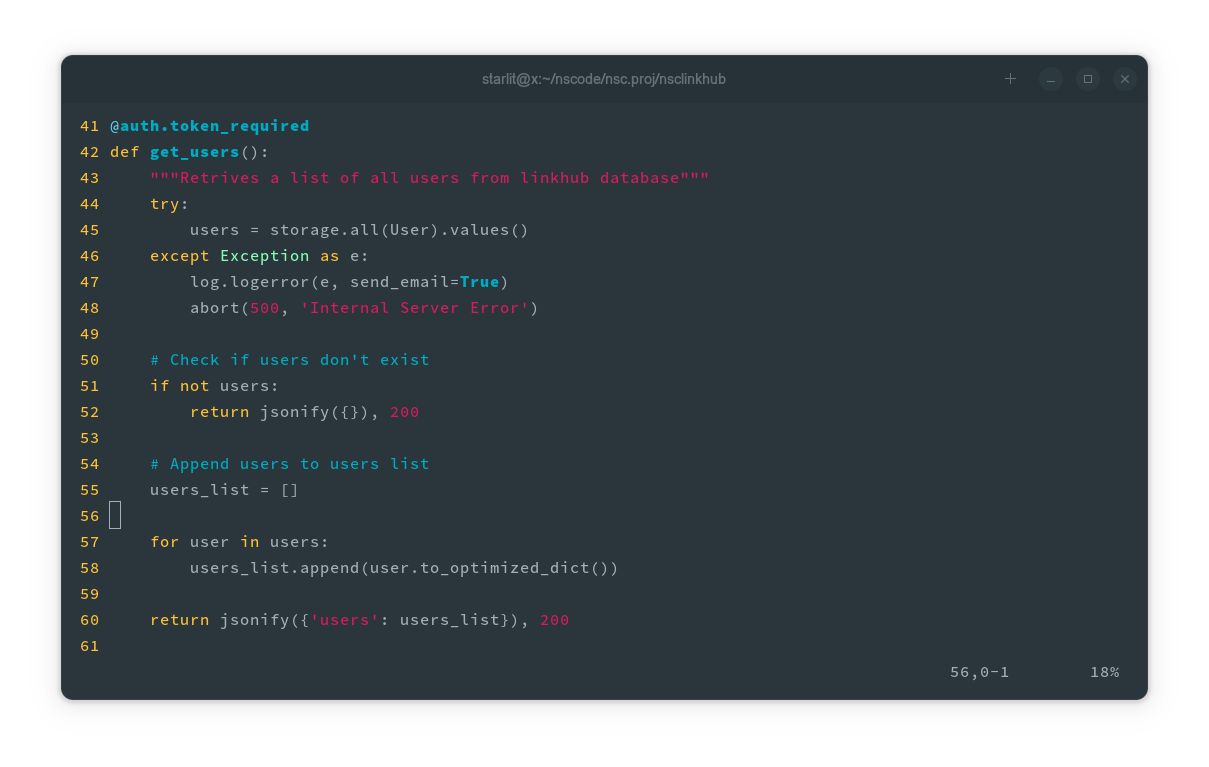 starlit@x:~/nscode/nsc.proj/nsclinkhub
41 @auth.token_required
42 def get_users():
43     """Retrives a list of all users from linkhub database"""
44     try:
45         users = storage.all(User).values()
46     except Exception as e:
47         log.logerror(e, send_email=True)
48         abort(500, 'Internal Server Error')
49
50     # Check if users don't exist
51     if not users:
52         return jsonify({}), 200
53
54     # Append users to users list
55     users_list = []
56
57     for user in users:
58         users_list.append(user.to_optimized_dict())
59
60     return jsonify({'users': users_list}), 200
61
56,0-1        18%